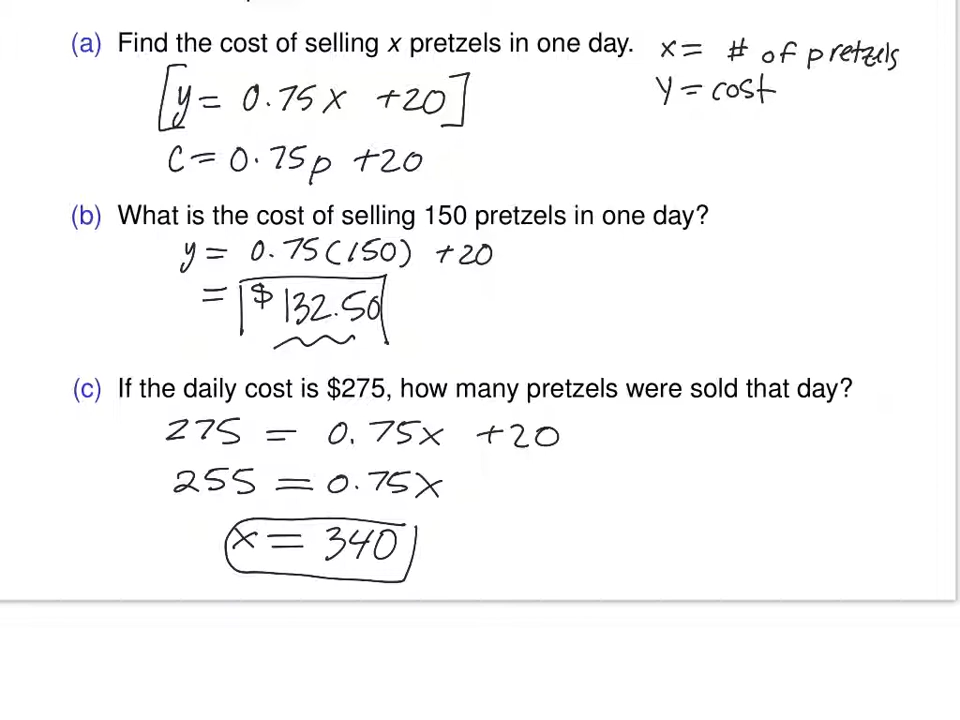 (a) Find the cost of selling x pretzels in one day. x = # of pretzels
[y = 0.75x + 20] y = cost
C = 0.75p + 20
(b) What is the cost of selling 150 pretzels in one day?
y = 0.75(150) + 20
= $132.50
(c) If the daily cost is $275, how many pretzels were sold that day?
275 = 0.75x + 20
255 = 0.75x
x = 340